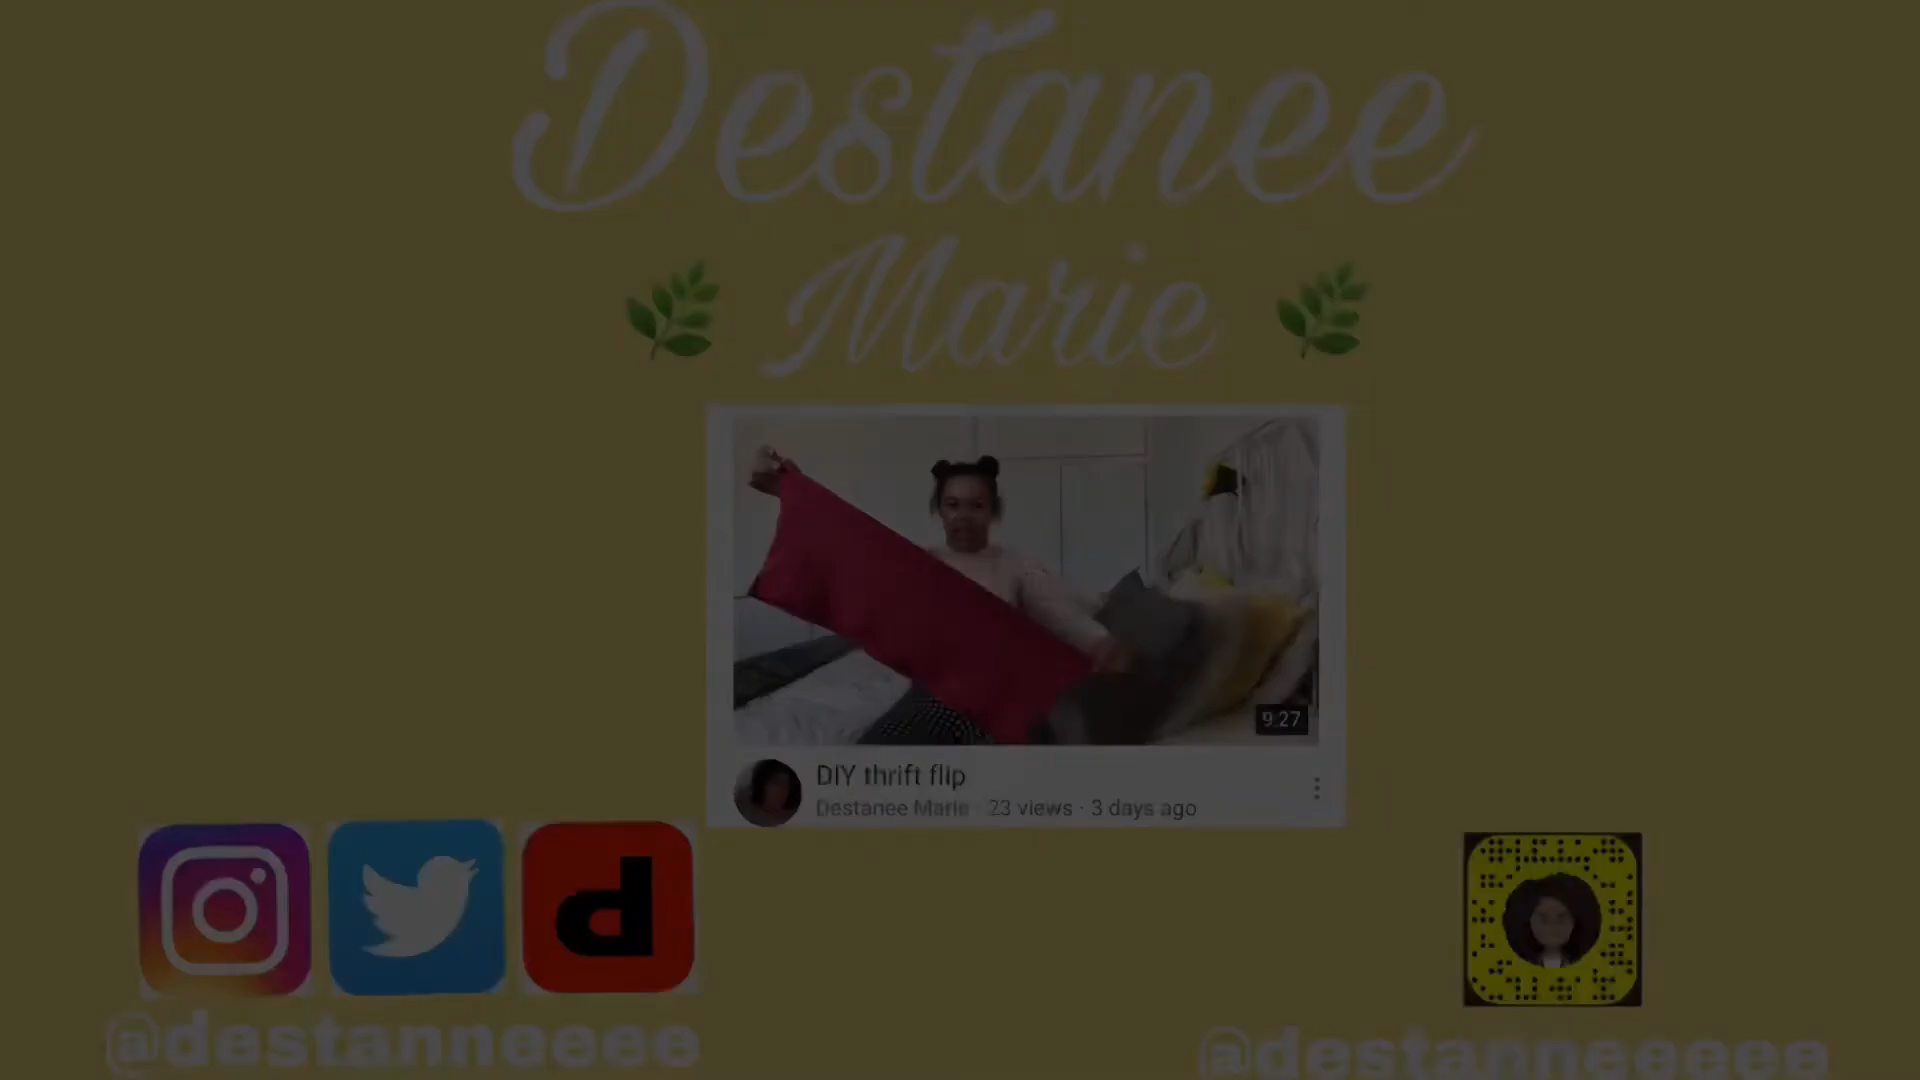 Destanee
Marie
9:27
DIY thrift flip
Destanee Marie · 23 views · 3 days ago
d
@destanneeee
@destanneeeee